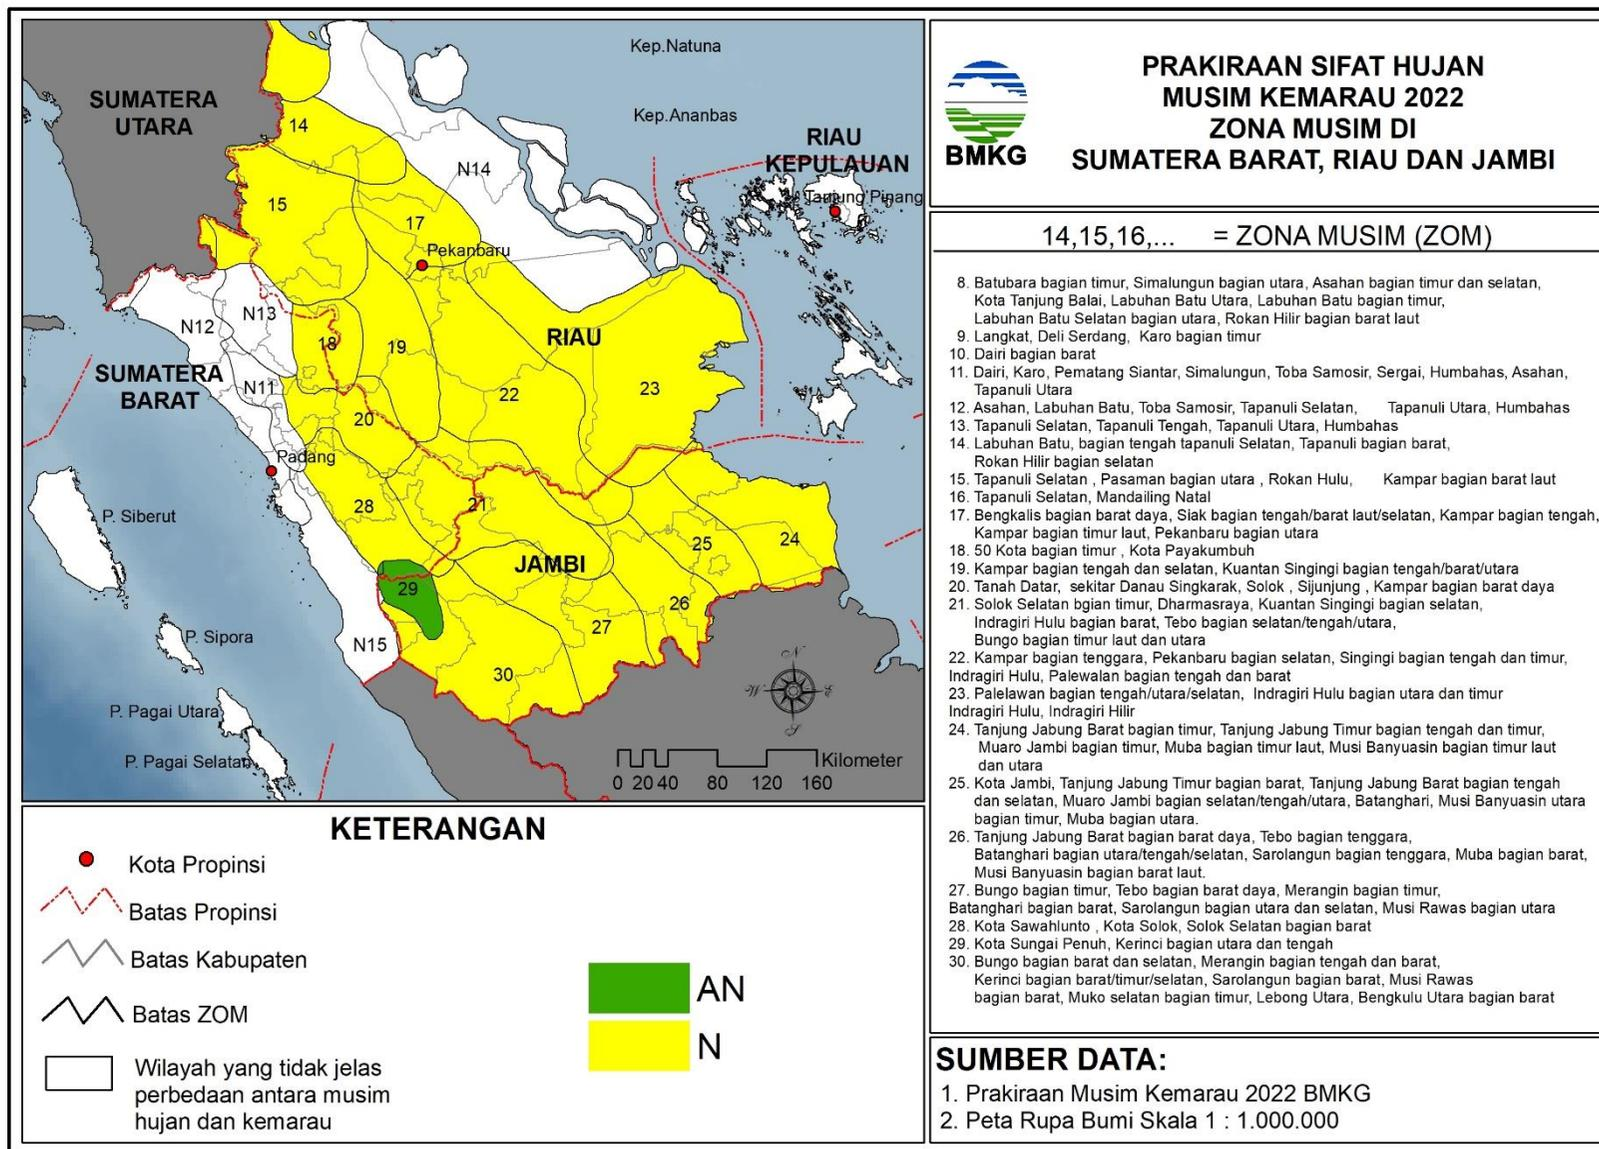 SUMATERA
UTARA
Kep.Natuna
Kep.Ananbas
RIAU
KEPULAUAN
Tanjung Pinang
14
N14
15
17
Pekanbaru
N12
N13
18
19
RIAU
SUMATERA
BARAT
N11
22
23
20
Padang
28
21
P. Siberut
JAMBI
25
24
29
26
27
P. Sipora
N15
30
N
W
E
S
P. Pagai Utara
P. Pagai Selatan
Kilometer
0 20 40 80 120 160
BMKG
PRAKIRAAN SIFAT HUJAN
MUSIM KEMARAU 2022
ZONA MUSIM DI
SUMATERA BARAT, RIAU DAN JAMBI
14,15,16,... = ZONA MUSIM (ZOM)
8. Batubara bagian timur, Simalungun bagian utara, Asahan bagian timur dan selatan,
Kota Tanjung Balai, Labuhan Batu Utara, Labuhan Batu bagian timur,
Labuhan Batu Selatan bagian utara, Rokan Hilir bagian barat laut
9. Langkat, Deli Serdang, Karo bagian timur
10. Dairi bagian barat
11. Dairi, Karo, Pematang Siantar, Simalungun, Toba Samosir, Sergai, Humbahas, Asahan,
Tapanuli Utara
12. Asahan, Labuhan Batu, Toba Samosir, Tapanuli Selatan, Tapanuli Utara, Humbahas
13. Tapanuli Selatan, Tapanuli Tengah, Tapanuli Utara, Humbahas
14. Labuhan Batu, bagian tengah tapanuli Selatan, Tapanuli bagian barat,
Rokan Hilir bagian selatan
15. Tapanuli Selatan , Pasaman bagian utara , Rokan Hulu, Kampar bagian barat laut
16. Tapanuli Selatan, Mandailing Natal
17. Bengkalis bagian barat daya, Siak bagian tengah/barat laut/selatan, Kampar bagian tengah,
Kampar bagian timur laut, Pekanbaru bagian utara
18. 50 Kota bagian timur , Kota Payakumbuh
19. Kampar bagian tengah dan selatan, Kuantan Singingi bagian tengah/barat/utara
20. Tanah Datar, sekitar Danau Singkarak, Solok , Sijunjung , Kampar bagian barat daya
21. Solok Selatan bgian timur, Dharmasraya, Kuantan Singingi bagian selatan,
Indragiri Hulu bagian barat, Tebo bagian selatan/tengah/utara,
Bungo bagian timur laut dan utara
22. Kampar bagian tenggara, Pekanbaru bagian selatan, Singingi bagian tengah dan timur,
Indragiri Hulu, Palewalan bagian tengah dan barat
23. Palelawan bagian tengah/utara/selatan, Indragiri Hulu bagian utara dan timur
Indragiri Hulu, Indragiri Hilir
24. Tanjung Jabung Barat bagian timur, Tanjung Jabung Timur bagian tengah dan timur,
Muaro Jambi bagian timur, Muba bagian timur laut, Musi Banyuasin bagian timur laut
dan utara
25. Kota Jambi, Tanjung Jabung Timur bagian barat, Tanjung Jabung Barat bagian tengah
dan selatan, Muaro Jambi bagian selatan/tengah/utara, Batanghari, Musi Banyuasin utara
bagian timur, Muba bagian utara.
26. Tanjung Jabung Barat bagian barat daya, Tebo bagian tenggara,
Batanghari bagian utara/tengah/selatan, Sarolangun bagian tenggara, Muba bagian barat,
Musi Banyuasin bagian barat laut.
27. Bungo bagian timur, Tebo bagian barat daya, Merangin bagian timur,
Batanghari bagian barat, Sarolangun bagian utara dan selatan, Musi Rawas bagian utara
28. Kota Sawahlunto , Kota Solok, Solok Selatan bagian barat
29. Kota Sungai Penuh, Kerinci bagian utara dan tengah
30. Bungo bagian barat dan selatan, Merangin bagian tengah dan barat,
Kerinci bagian barat/timur/selatan, Sarolangun bagian barat, Musi Rawas
bagian barat, Muko selatan bagian timur, Lebong Utara, Bengkulu Utara bagian barat
KETERANGAN
Kota Propinsi
Batas Propinsi
Batas Kabupaten
Batas ZOM
Wilayah yang tidak jelas
perbedaan antara musim
hujan dan kemarau
AN
N
SUMBER DATA:
1. Prakiraan Musim Kemarau 2022 BMKG
2. Peta Rupa Bumi Skala 1 : 1.000.000